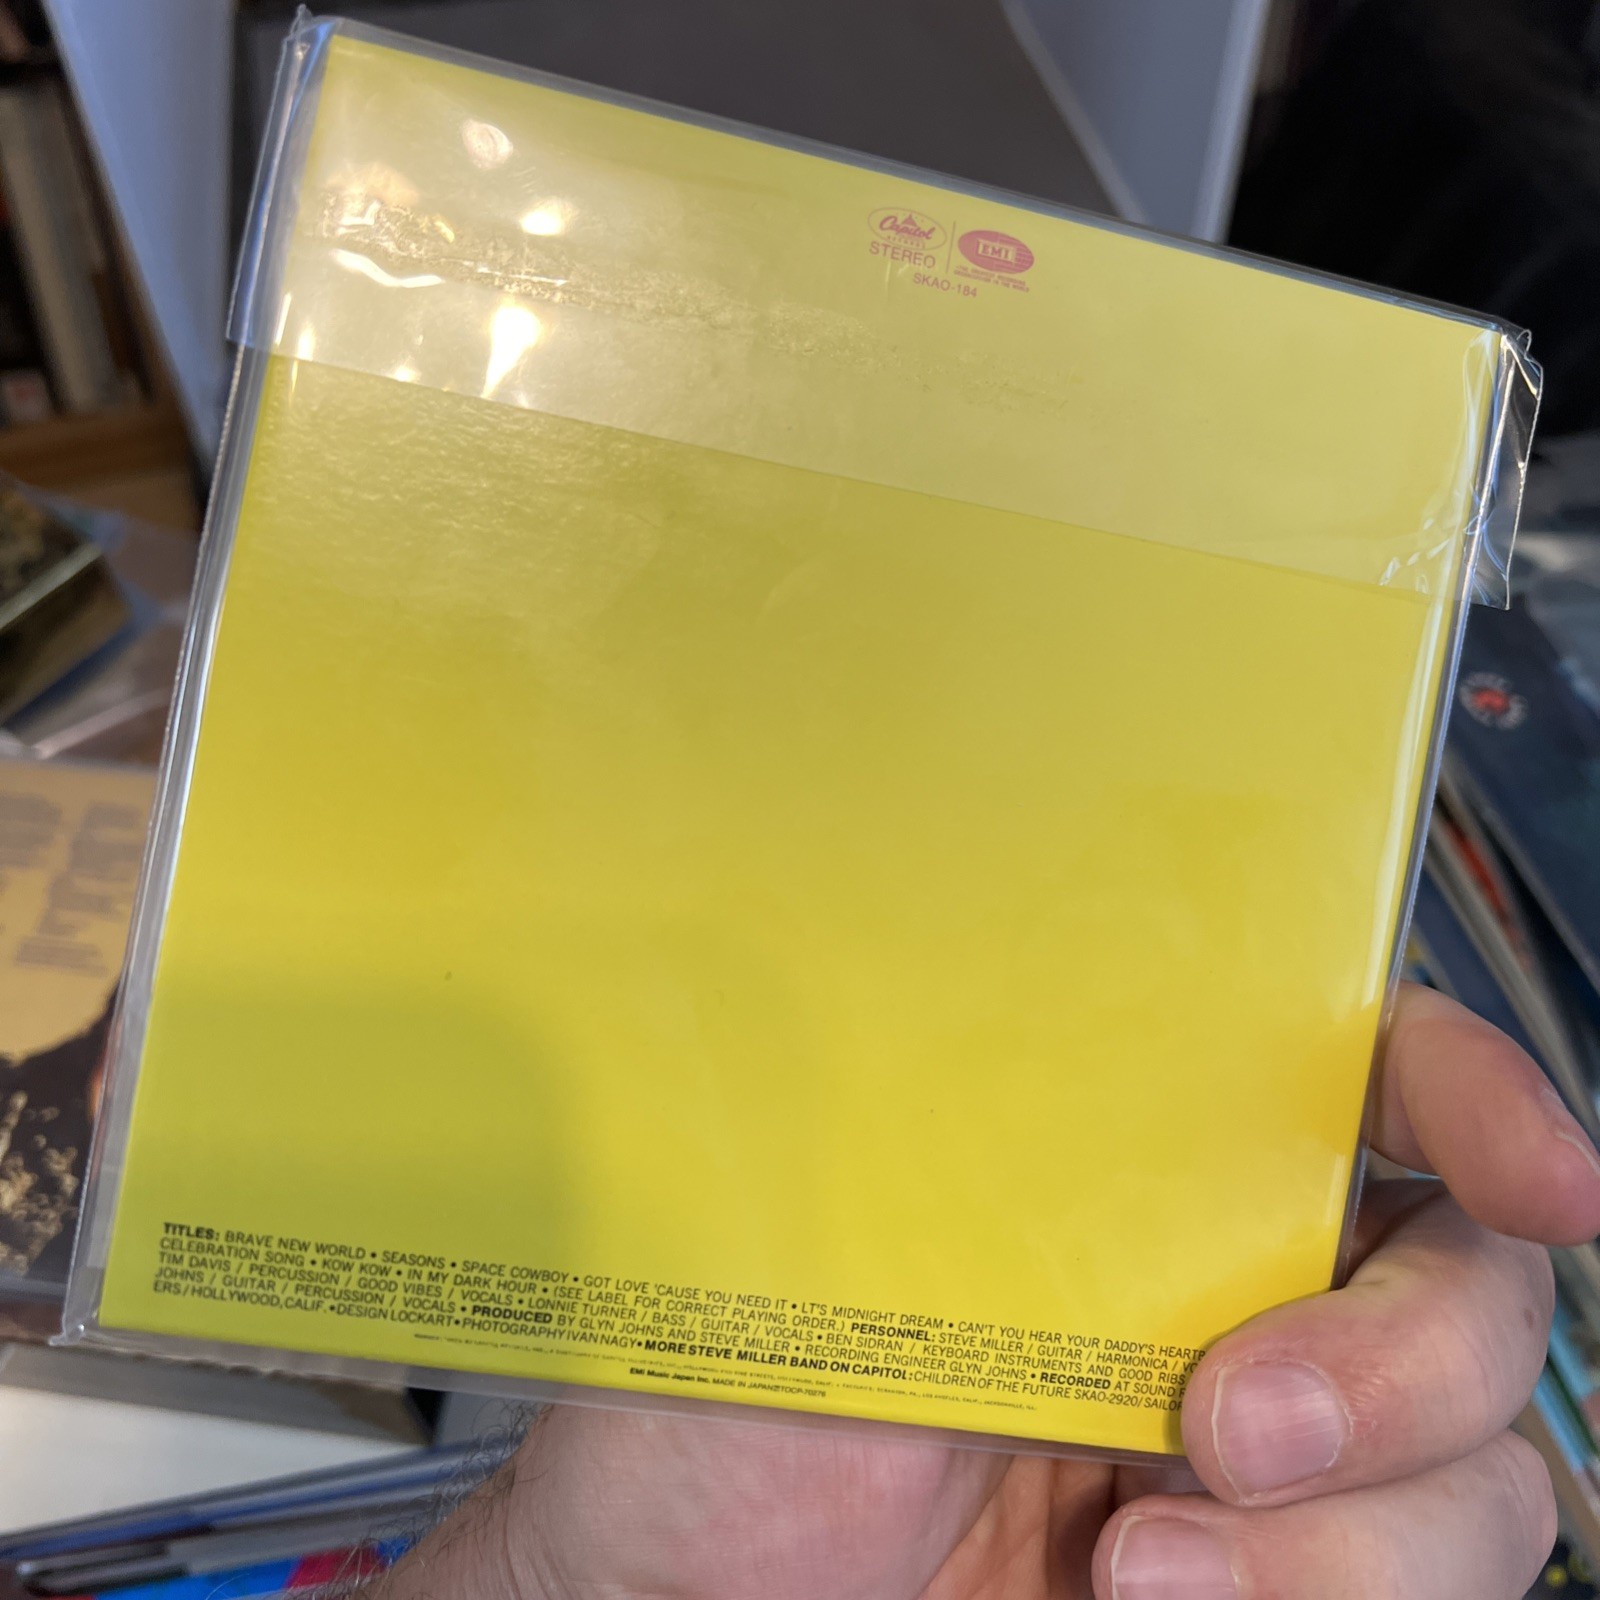 Capitol
RECORDS
STEREO
EMI
SKAO-184
TITLES: BRAVE NEW WORLD • SEASONS • SPACE COWBOY • GOT LOVE 'CAUSE YOU NEED IT • LT'S MIDNIGHT DREAM • CAN'T YOU HEAR YOUR DADDY'S
CELEBRATION SONG • KOW KOW • IN MY DARK HOUR • (SEE LABEL FOR CORRECT PLAYING ORDER.) PERSONNEL: STEVE MILLER / GUITAR / HARMONICA /
TIM DAVIS / PERCUSSION / GOOD VIBES / VOCALS • LONNIE TURNER / BASS / GUITAR / VOCALS • BEN SIDRAN / KEYBOARD INSTRUMENTS AND GOOD RIBS
JOHNS / GUITAR / PERCUSSION / VOCALS • PRODUCED BY GLYN JOHNS AND STEVE MILLER • RECORDING ENGINEER GLYN JOHNS • RECORDED AT SOUND
ERS/HOLLYWOOD, CALIF. • DESIGN LOCKART • PHOTOGRAPHY IVAN NAGY • MORE STEVE MILLER BAND ON CAPITOL: CHILDREN OF THE FUTURE SKAO-2920/SAILOR
EMI Music Japan Inc. MADE IN JAPAN TOCP-70278